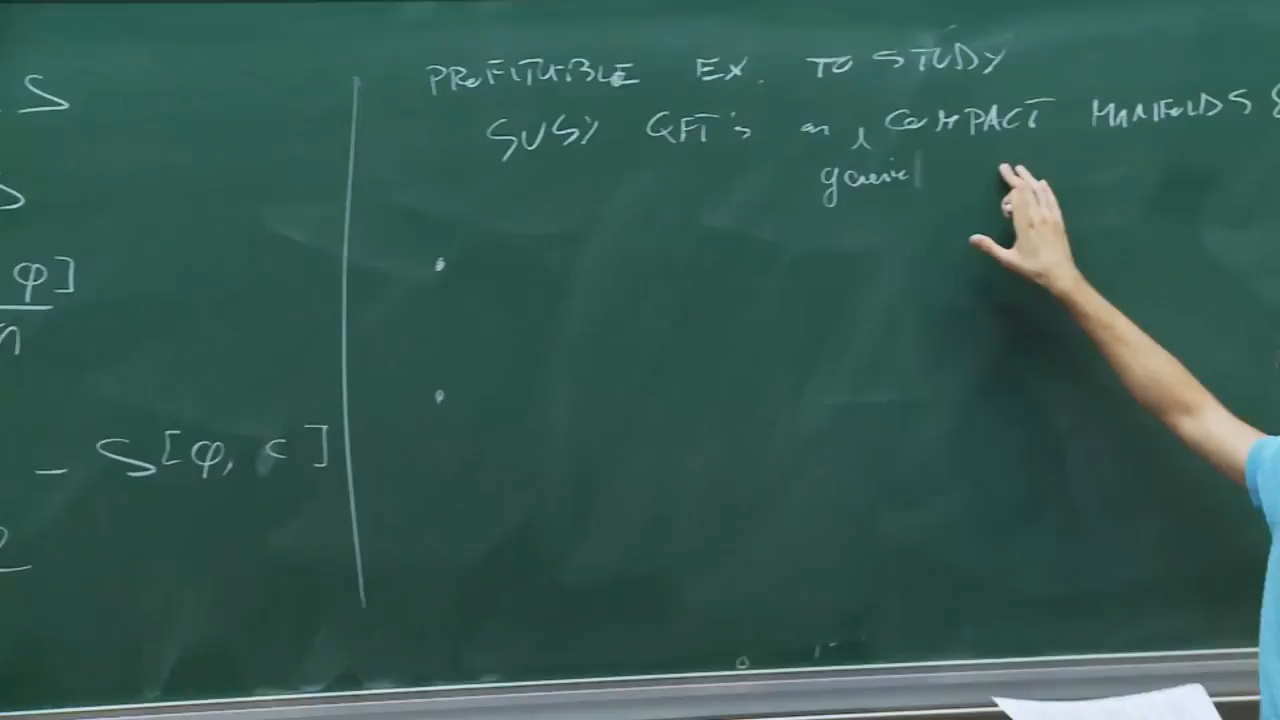 S
φ]
n
- S[φ, c]
PROFITABLE EX. TO STUDY
SUSY QFT's on COMPACT MANIFOLDS
generic